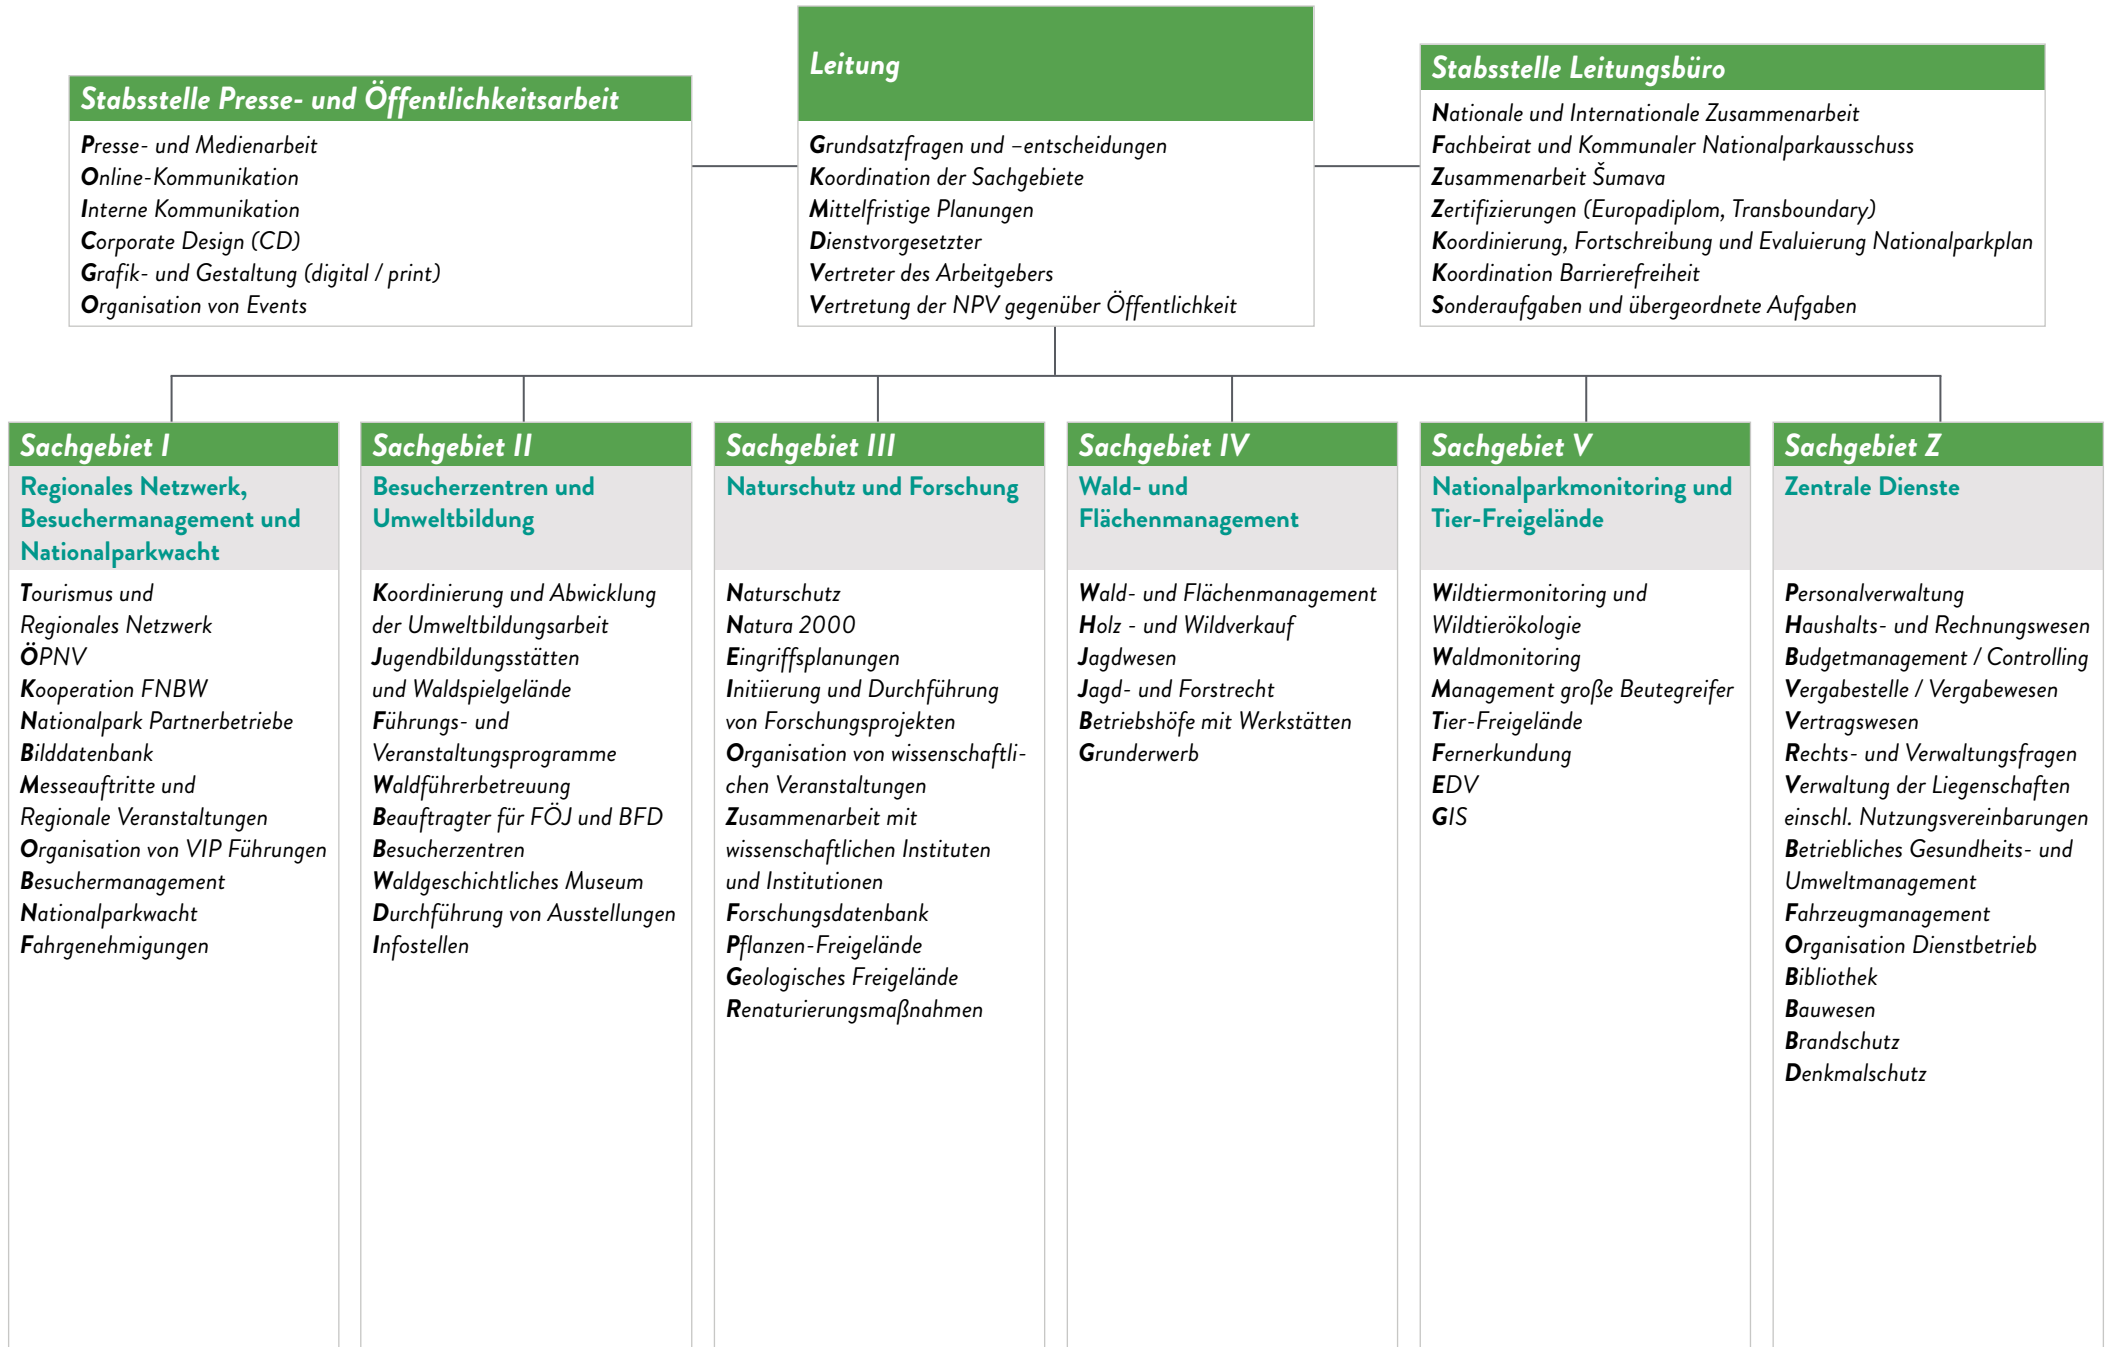 Stabsstelle Presse- und Öffentlichkeitsarbeit
Presse- und Medienarbeit
Online-Kommunikation
Interne Kommunikation
Corporate Design (CD)
Grafik- und Gestaltung (digital / print)
Organisation von Events
Leitung
Grundsatzfragen und –entscheidungen
Koordination der Sachgebiete
Mittelfristige Planungen
Dienstvorgesetzter
Vertreter des Arbeitgebers
Vertretung der NPV gegenüber Öffentlichkeit
Stabsstelle Leitungsbüro
Nationale und Internationale Zusammenarbeit
Fachbeirat und Kommunaler Nationalparkausschuss
Zusammenarbeit Šumava
Zertifizierungen (Europadiplom, Transboundary)
Koordinierung, Fortschreibung und Evaluierung Nationalparkplan
Koordination Barrierefreiheit
Sonderaufgaben und übergeordnete Aufgaben
Sachgebiet I
Regionales Netzwerk,
Besuchermanagement und
Nationalparkwacht
Tourismus und
Regionales Netzwerk
ÖPNV
Kooperation FNBW
Nationalpark Partnerbetriebe
Bilddatenbank
Messeauftritte und
Regionale Veranstaltungen
Organisation von VIP Führungen
Besuchermanagement
Nationalparkwacht
Fahrgenehmigungen
Sachgebiet II
Besucherzentren und
Umweltbildung
Koordinierung und Abwicklung
der Umweltbildungsarbeit
Jugendbildungsstätten
und Waldspielgelände
Führungs- und
Veranstaltungsprogramme
Waldführerbetreuung
Beauftragter für FÖJ und BFD
Besucherzentren
Waldgeschichtliches Museum
Durchführung von Ausstellungen
Infostellen
Sachgebiet III
Naturschutz und Forschung
Naturschutz
Natura 2000
Eingriffsplanungen
Initiierung und Durchführung
von Forschungsprojekten
Organisation von wissenschaftli-
chen Veranstaltungen
Zusammenarbeit mit
wissenschaftlichen Instituten
und Institutionen
Forschungsdatenbank
Pflanzen-Freigelände
Geologisches Freigelände
Renaturierungsmaßnahmen
Sachgebiet IV
Wald- und
Flächenmanagement
Wald- und Flächenmanagement
Holz - und Wildverkauf
Jagdwesen
Jagd- und Forstrecht
Betriebshöfe mit Werkstätten
Grunderwerb
Sachgebiet V
Nationalparkmonitoring und
Tier-Freigelände
Wildtiermonitoring und
Wildtierökologie
Waldmonitoring
Management große Beutegreifer
Tier-Freigelände
Fernerkundung
EDV
GIS
Sachgebiet Z
Zentrale Dienste
Personalverwaltung
Haushalts- und Rechnungswesen
Budgetmanagement / Controlling
Vergabestelle / Vergabewesen
Vertragswesen
Rechts- und Verwaltungsfragen
Verwaltung der Liegenschaften
einschl. Nutzungsvereinbarungen
Betriebliches Gesundheits- und
Umweltmanagement
Fahrzeugmanagement
Organisation Dienstbetrieb
Bibliothek
Bauwesen
Brandschutz
Denkmalschutz